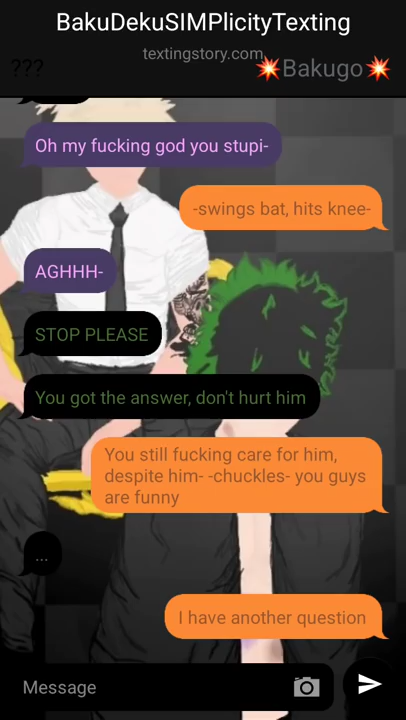 BakuDekuSIMPlicityTexting
textingstory.com
???
💥Bakugo💥
Oh my fucking god you stupi-
-swings bat, hits knee-
AGHHH-
STOP PLEASE
You got the answer, don't hurt him
You still fucking care for him,
despite him- -chuckles- you guys
are funny
...
I have another question
Message